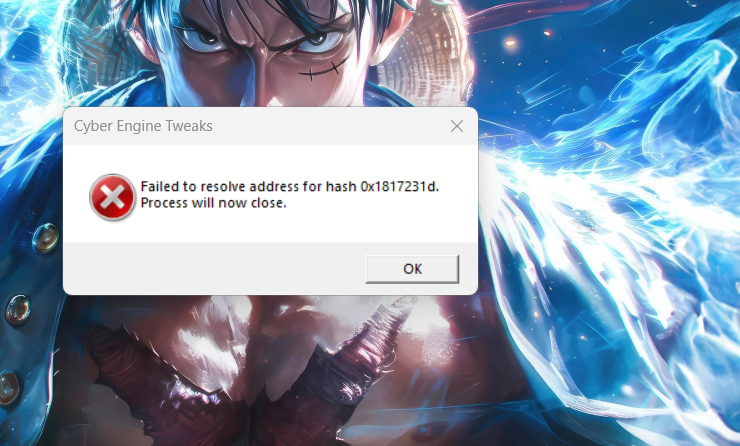 Cyber Engine Tweaks
Failed to resolve address for hash 0x1817231d.
Process will now close.
OK